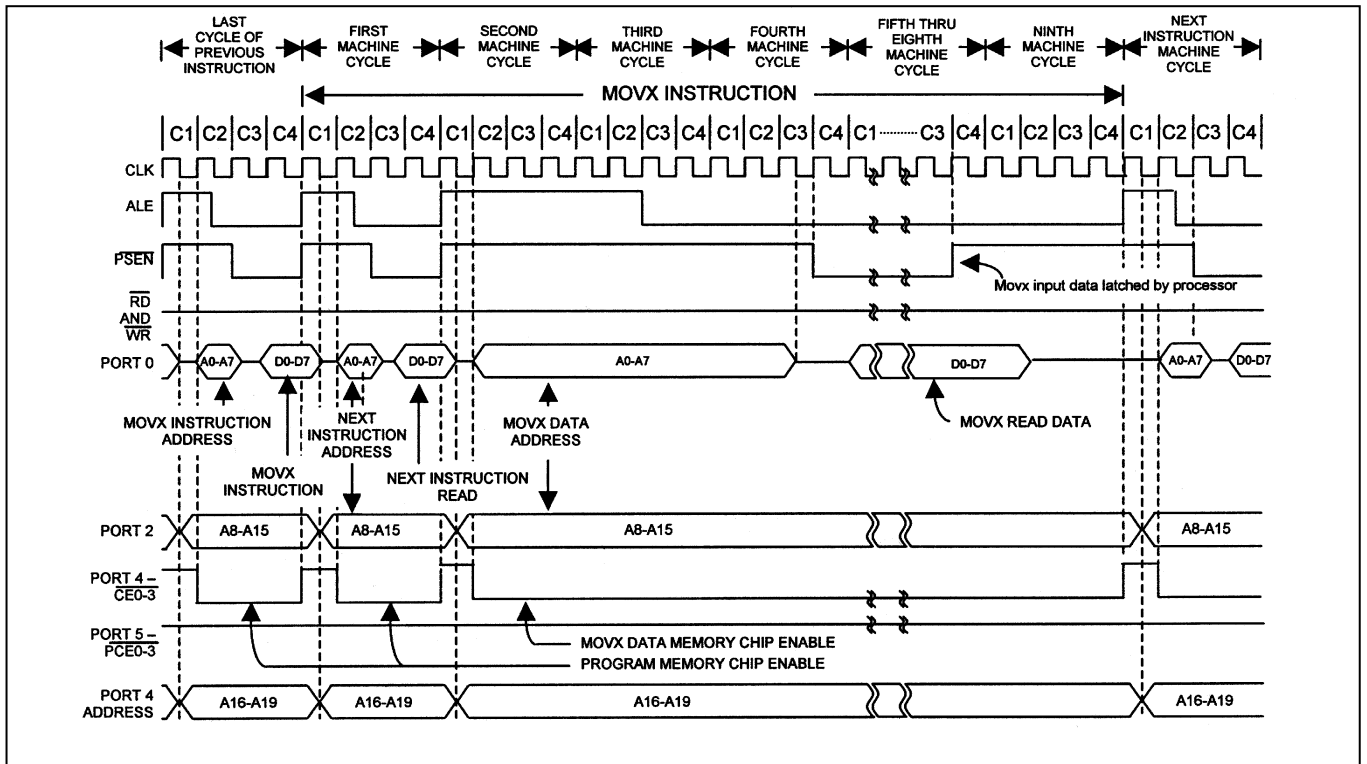 LAST
CYCLE OF
PREVIOUS
INSTRUCTION
FIRST
MACHINE
CYCLE
SECOND
MACHINE
CYCLE
THIRD
MACHINE
CYCLE
FOURTH
MACHINE
CYCLE
FIFTH THRU
EIGHTH
MACHINE
CYCLE
NINTH
MACHINE
CYCLE
NEXT
INSTRUCTION
MACHINE
CYCLE
MOVX INSTRUCTION
C1 C2 C3 C4 C1 C2 C3 C4 C1 C2 C3 C4 C1 C2 C3 C4 C1 C2 C3 C4 C1 ........ C3 C4 C1 C2 C3 C4 C1 C2 C3 C4
CLK
ALE
PSEN
Movx input data latched by processor
RD
AND
WR
PORT 0 A0-A7 D0-D7 A0-A7 D0-D7 A0-A7 D0-D7 A0-A7 D0-D7
MOVX INSTRUCTION
ADDRESS
NEXT
INSTRUCTION
ADDRESS
MOVX DATA
ADDRESS
MOVX READ DATA
MOVX
INSTRUCTION
NEXT INSTRUCTION
READ
PORT 2 A8-A15 A8-A15 A8-A15 A8-A15
PORT 4 –
CE0-3
PORT 5 –
PCE0-3
MOVX DATA MEMORY CHIP ENABLE
PROGRAM MEMORY CHIP ENABLE
PORT 4
ADDRESS
A16-A19 A16-A19 A16-A19 A16-A19